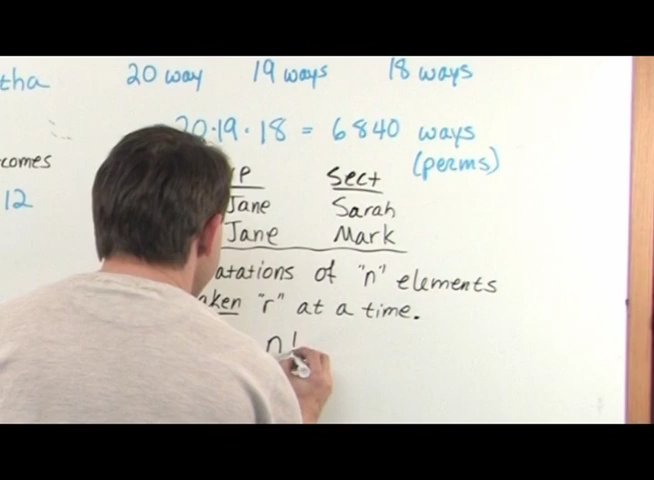 tha 20 way 19 ways 18 ways
20·19·18 = 6840 ways
comes (perms)
12 P Sect
Jane Sarah
Jane Mark
atations of "n" elements
aken "r" at a time.
n!